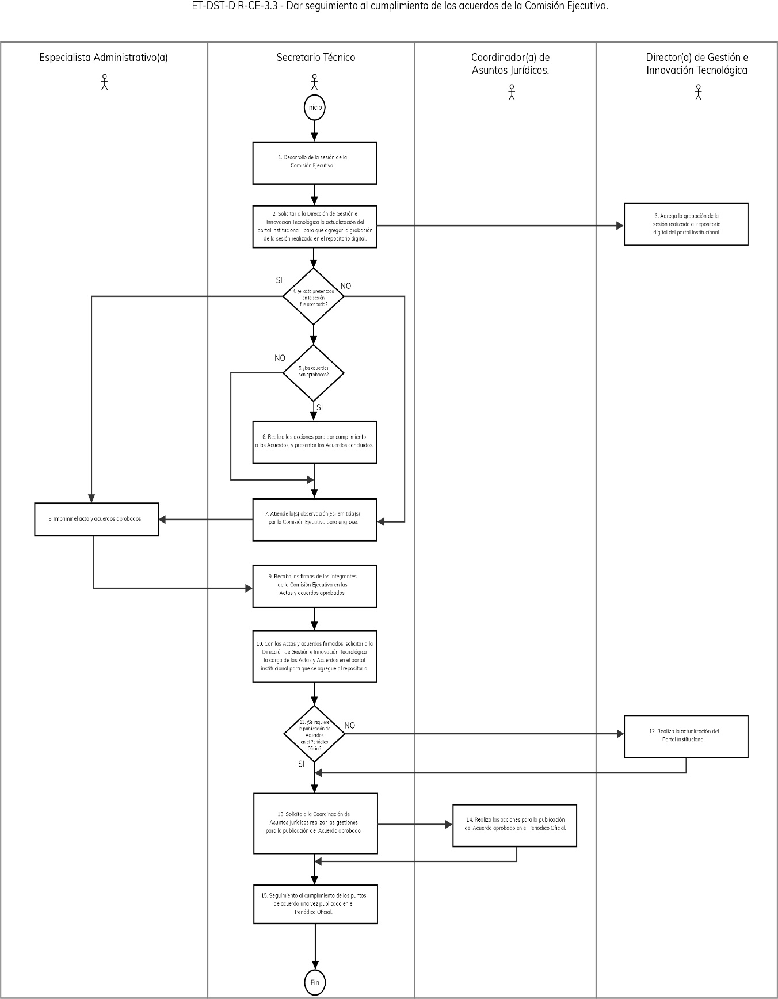 ET-DST-DIR-CE-3.3 - Dar seguimiento al cumplimiento de los acuerdos de la Comisión Ejecutiva.
Especialista Administrativo(a)
Secretario Técnico
Coordinador(a) de
Asuntos Jurídicos.
Director(a) de Gestión e
Innovación Tecnológica
Inicio
1. Desarrollo de la sesión de la
Comisión Ejecutiva.
2. Solicitar a la Dirección de Gestión e
Innovación Tecnológica la actualización del
portal institucional, para que agregar la grabación
de la sesión realizada en el repositorio digital.
3. Agrega la grabación de la
sesión realizada al repositorio
digital del portal institucional.
SI
NO
4. ¿el acta presentada
en la sesión
fue aprobada?
NO
5. ¿los acuerdos
son aprobados?
SI
6. Realiza las acciones para dar cumplimiento
a los Acuerdos, y presentar los Acuerdos concluidos.
7. Atiende la(s) observación(es) emitida(s)
por la Comisión Ejecutiva para engrose.
8. Imprimir el acta y acuerdos aprobados
9. Recaba las firmas de los integrantes
de la Comisión Ejecutiva en las
Actas y acuerdos aprobados.
10. Con las Actas y acuerdos firmados, solicitar a la
Dirección de Gestión e Innovación Tecnológica
la carga de las Actas y Acuerdos en el portal
institucional para que se agregue al repositorio.
11. ¿Se requiere
la publicación de
Acuerdos
en el Periódico
Oficial?
NO
SI
12. Realiza la actualización del
Portal institucional.
13. Solicita a la Coordinación de
Asuntos Jurídicos realizar las gestiones
para la publicación del Acuerdo aprobado.
14. Realiza las acciones para la publicación
del Acuerdo aprobado en el Periódico Oficial.
15. Seguimiento al cumplimiento de los puntos
de acuerdo una vez publicado en el
Periódico Oficial.
Fin